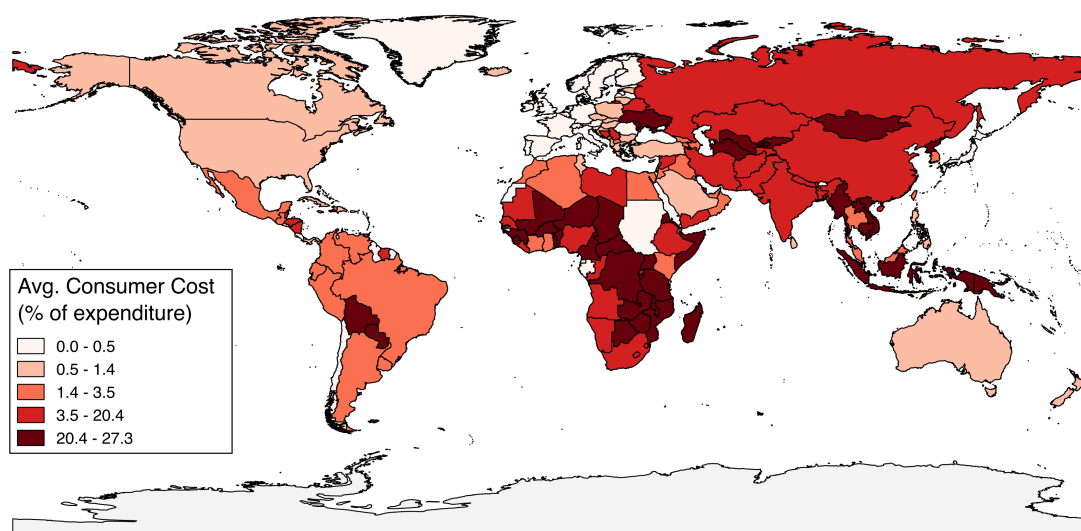 Avg. Consumer Cost
(% of expenditure)
0.0 - 0.5
0.5 - 1.4
1.4 - 3.5
3.5 - 20.4
20.4 - 27.3